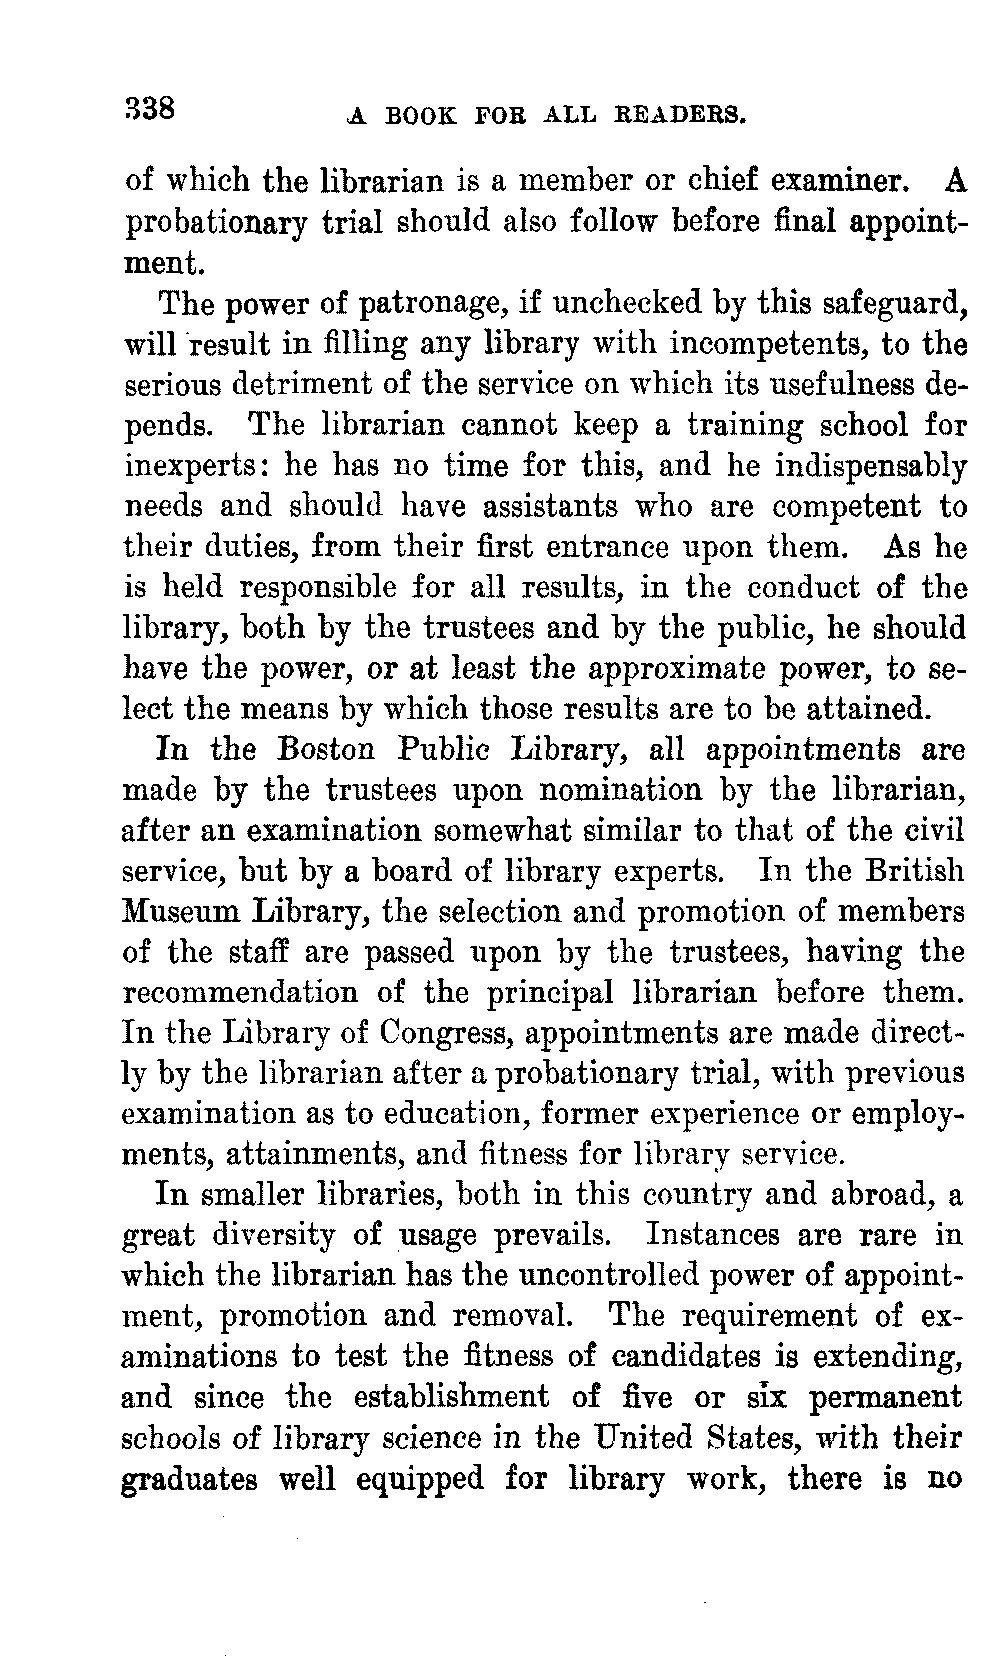 338 A BOOK FOR ALL READERS.
of which the librarian is a member or chief examiner. A
probationary trial should also follow before final appoint-
ment.
The power of patronage, if unchecked by this safeguard,
will result in filling any library with incompetents, to the
serious detriment of the service on which its usefulness de-
pends. The librarian cannot keep a training school for
inexperts: he has no time for this, and he indispensably
needs and should have assistants who are competent to
their duties, from their first entrance upon them. As he
is held responsible for all results, in the conduct of the
library, both by the trustees and by the public, he should
have the power, or at least the approximate power, to se-
lect the means by which those results are to be attained.
In the Boston Public Library, all appointments are
made by the trustees upon nomination by the librarian,
after an examination somewhat similar to that of the civil
service, but by a board of library experts. In the British
Museum Library, the selection and promotion of members
of the staff are passed upon by the trustees, having the
recommendation of the principal librarian before them.
In the Library of Congress, appointments are made direct-
ly by the librarian after a probationary trial, with previous
examination as to education, former experience or employ-
ments, attainments, and fitness for library service.
In smaller libraries, both in this country and abroad, a
great diversity of usage prevails. Instances are rare in
which the librarian has the uncontrolled power of appoint-
ment, promotion and removal. The requirement of ex-
aminations to test the fitness of candidates is extending,
and since the establishment of five or six permanent
schools of library science in the United States, with their
graduates well equipped for library work, there is no